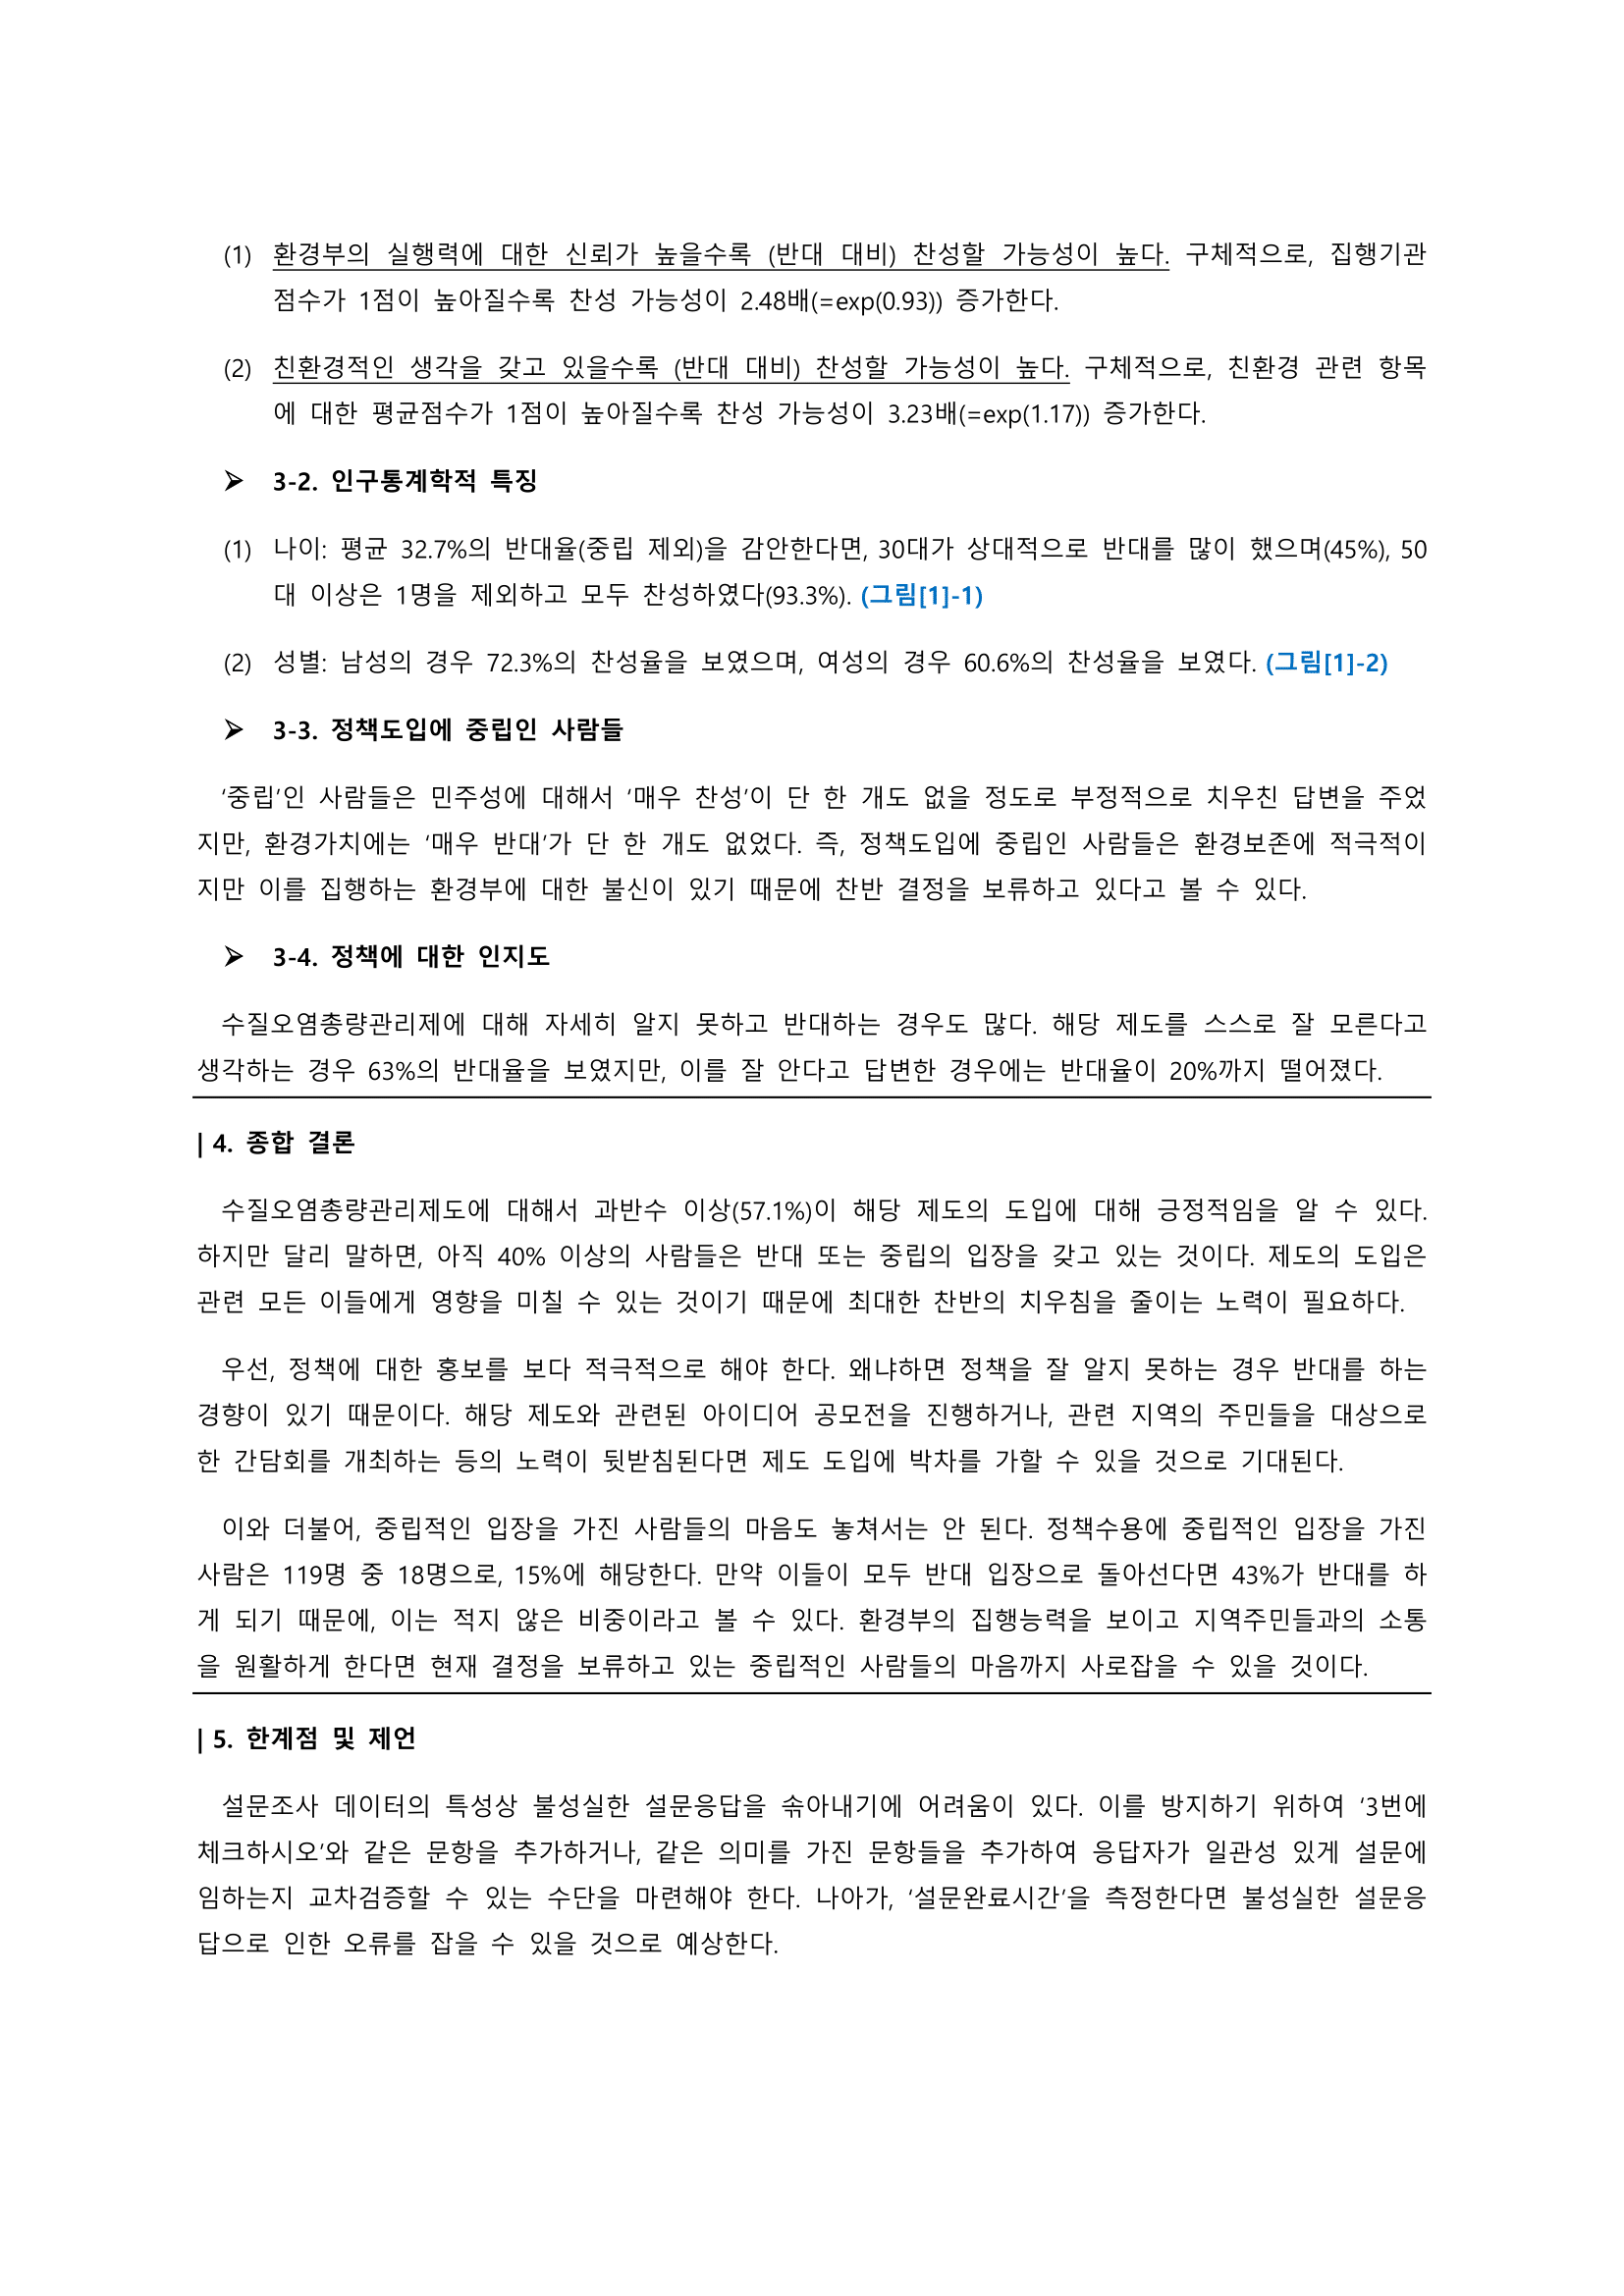 (1) 환경부의 실행력에 대한 신뢰가 높을수록 (반대 대비) 찬성할 가능성이 높다. 구체적으로, 집행기관
점수가 1점이 높아질수록 찬성 가능성이 2.48배(=exp(0.93)) 증가한다.
(2) 친환경적인 생각을 갖고 있을수록 (반대 대비) 찬성할 가능성이 높다. 구체적으로, 친환경 관련 항목
에 대한 평균점수가 1점이 높아질수록 찬성 가능성이 3.23배(=exp(1.17)) 증가한다.
➢ 3-2. 인구통계학적 특징
(1) 나이: 평균 32.7%의 반대율(중립 제외)을 감안한다면, 30대가 상대적으로 반대를 많이 했으며(45%), 50
대 이상은 1명을 제외하고 모두 찬성하였다(93.3%). (그림[1]-1)
(2) 성별: 남성의 경우 72.3%의 찬성율을 보였으며, 여성의 경우 60.6%의 찬성율을 보였다. (그림[1]-2)
➢ 3-3. 정책도입에 중립인 사람들
‘중립’인 사람들은 민주성에 대해서 ‘매우 찬성’이 단 한 개도 없을 정도로 부정적으로 치우친 답변을 주었
지만, 환경가치에는 ‘매우 반대’가 단 한 개도 없었다. 즉, 정책도입에 중립인 사람들은 환경보존에 적극적이
지만 이를 집행하는 환경부에 대한 불신이 있기 때문에 찬반 결정을 보류하고 있다고 볼 수 있다.
➢ 3-4. 정책에 대한 인지도
수질오염총량관리제에 대해 자세히 알지 못하고 반대하는 경우도 많다. 해당 제도를 스스로 잘 모른다고
생각하는 경우 63%의 반대율을 보였지만, 이를 잘 안다고 답변한 경우에는 반대율이 20%까지 떨어졌다.
| 4. 종합 결론
수질오염총량관리제도에 대해서 과반수 이상(57.1%)이 해당 제도의 도입에 대해 긍정적임을 알 수 있다.
하지만 달리 말하면, 아직 40% 이상의 사람들은 반대 또는 중립의 입장을 갖고 있는 것이다. 제도의 도입은
관련 모든 이들에게 영향을 미칠 수 있는 것이기 때문에 최대한 찬반의 치우침을 줄이는 노력이 필요하다.
우선, 정책에 대한 홍보를 보다 적극적으로 해야 한다. 왜냐하면 정책을 잘 알지 못하는 경우 반대를 하는
경향이 있기 때문이다. 해당 제도와 관련된 아이디어 공모전을 진행하거나, 관련 지역의 주민들을 대상으로
한 간담회를 개최하는 등의 노력이 뒷받침된다면 제도 도입에 박차를 가할 수 있을 것으로 기대된다.
이와 더불어, 중립적인 입장을 가진 사람들의 마음도 놓쳐서는 안 된다. 정책수용에 중립적인 입장을 가진
사람은 119명 중 18명으로, 15%에 해당한다. 만약 이들이 모두 반대 입장으로 돌아선다면 43%가 반대를 하
게 되기 때문에, 이는 적지 않은 비중이라고 볼 수 있다. 환경부의 집행능력을 보이고 지역주민들과의 소통
을 원활하게 한다면 현재 결정을 보류하고 있는 중립적인 사람들의 마음까지 사로잡을 수 있을 것이다.
| 5. 한계점 및 제언
설문조사 데이터의 특성상 불성실한 설문응답을 솎아내기에 어려움이 있다. 이를 방지하기 위하여 ‘3번에
체크하시오’와 같은 문항을 추가하거나, 같은 의미를 가진 문항들을 추가하여 응답자가 일관성 있게 설문에
임하는지 교차검증할 수 있는 수단을 마련해야 한다. 나아가, ‘설문완료시간’을 측정한다면 불성실한 설문응
답으로 인한 오류를 잡을 수 있을 것으로 예상한다.